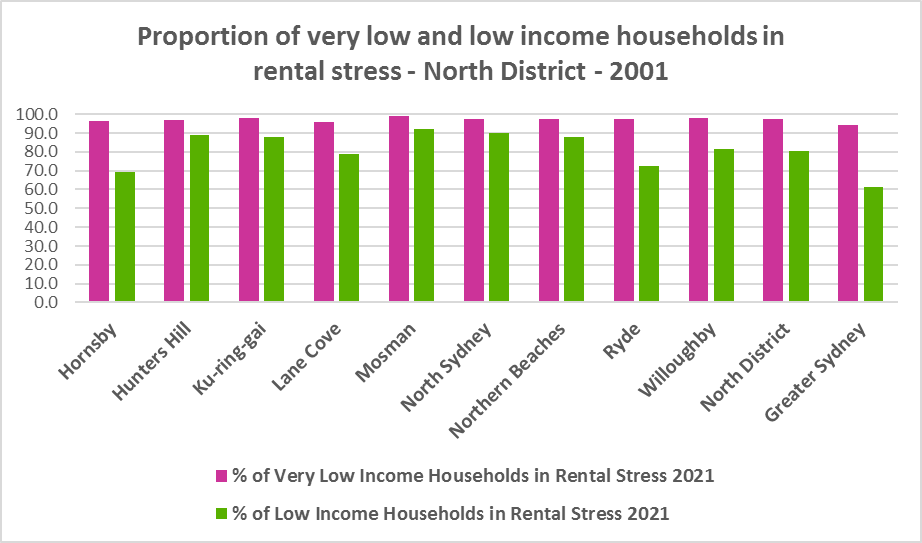 Proportion of very low and low income households in
rental stress - North District - 2001
100.0
90.0
80.0
70.0
60.0
50.0
40.0
30.0
20.0
10.0
0.0
Hornsby
Hunters Hill
Ku-ring-gai
Lane Cove
Mosman
North Sydney
Northern Beaches
Ryde
Willoughby
North District
Greater Sydney
% of Very Low Income Households in Rental Stress 2021
% of Low Income Households in Rental Stress 2021